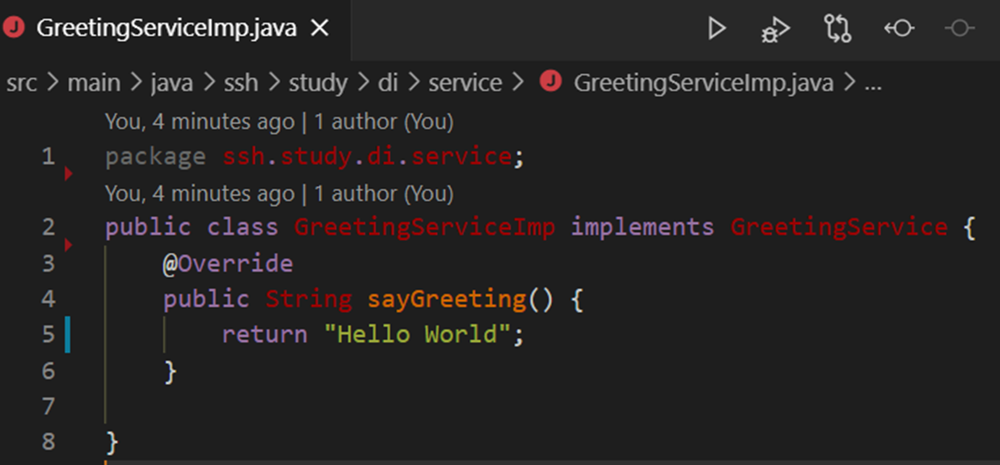 GreetingServiceImp.java
src > main > java > ssh > study > di > service > J GreetingServiceImp.java > ...
You, 4 minutes ago | 1 author (You)
1 package ssh.study.di.service;
You, 4 minutes ago | 1 author (You)
2 public class GreetingServiceImp implements GreetingService {
3     @Override
4     public String sayGreeting() {
5         return "Hello World";
6     }
7
8 }